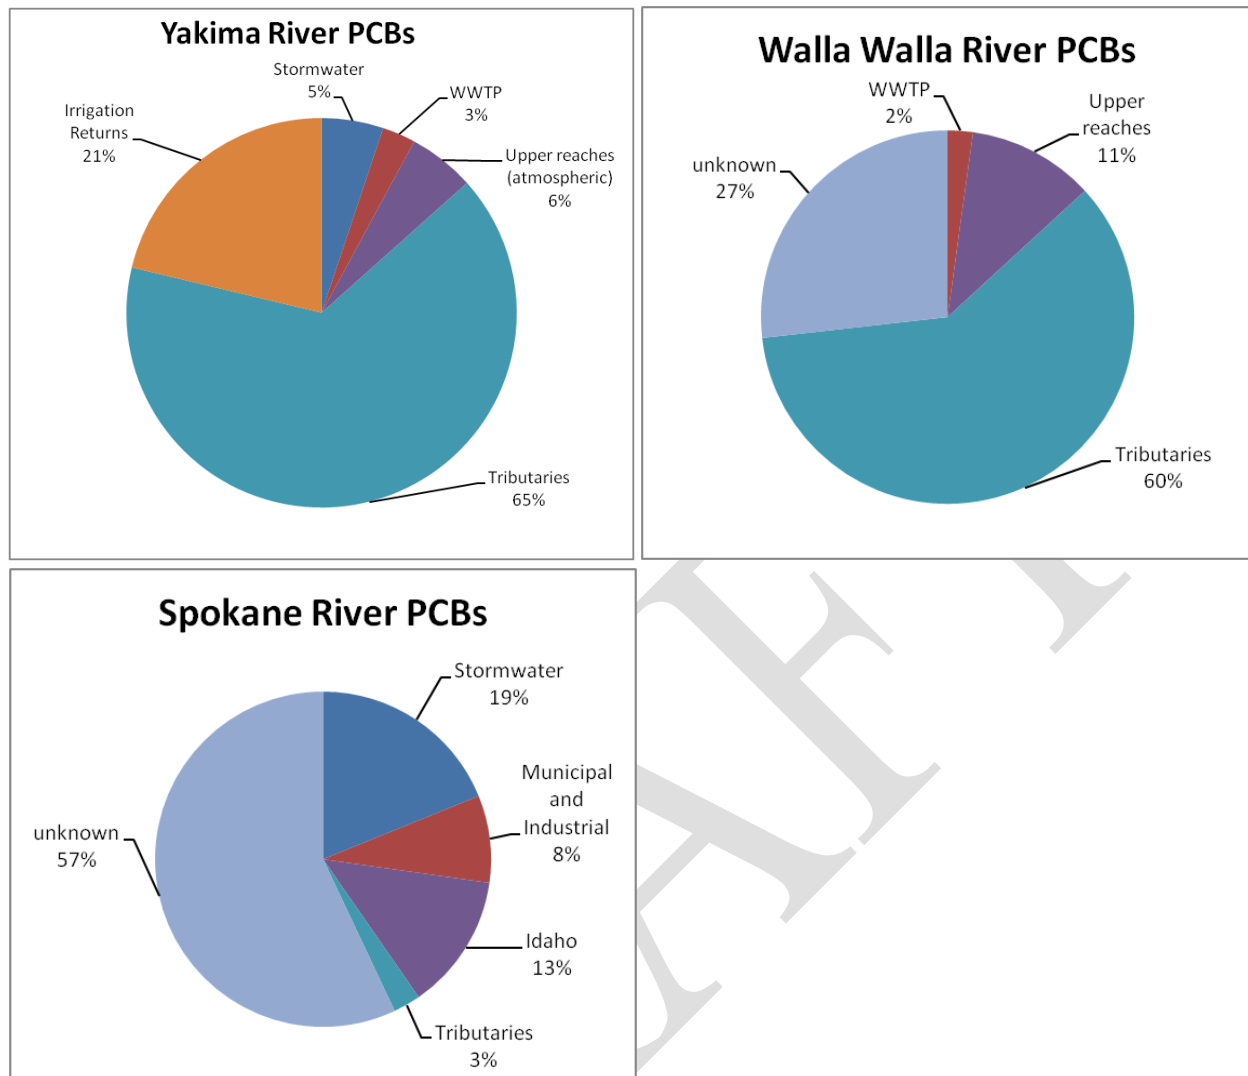 Yakima River PCBs
Stormwater
5%
WWTP
3%
Irrigation
Returns
21%
Upper reaches
(atmospheric)
6%
Tributaries
65%
Walla Walla River PCBs
WWTP
2%
Upper
reaches
11%
unknown
27%
Tributaries
60%
Spokane River PCBs
Stormwater
19%
Municipal
and
Industrial
8%
unknown
57%
Idaho
13%
Tributaries
3%